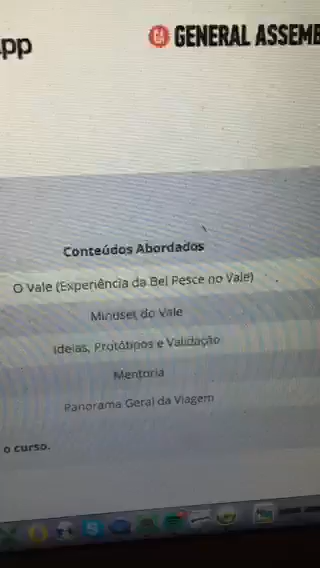 pp
GENERAL ASSEMB
Conteúdos Abordados
O Vale (Experiência da Bel Pesce no Vale)
Mindset do Vale
Ideias, Protótipos e Validação
Mentoria
Panorama Geral da Viagem
o curso.